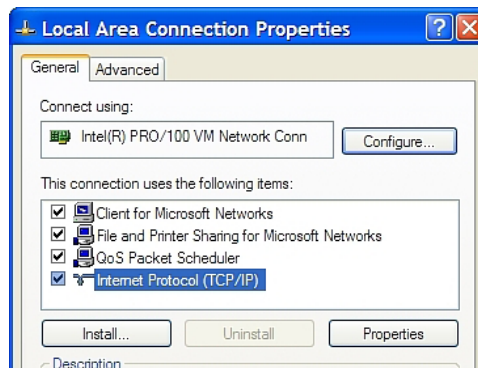 Local Area Connection Properties
General Advanced
Connect using:
Intel(R) PRO/100 VM Network Conn Configure...
This connection uses the following items:
Client for Microsoft Networks
File and Printer Sharing for Microsoft Networks
QoS Packet Scheduler
Internet Protocol (TCP/IP)
Install... Uninstall Properties
Description